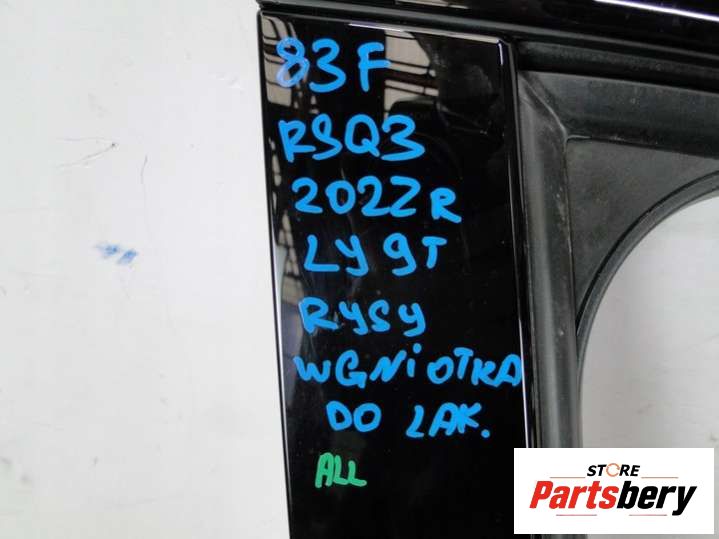 83F
RSQ3
2022R
LY9T
RYSY
WGNiOTKA
DO LAK.
ALL
STORE
Partsbery